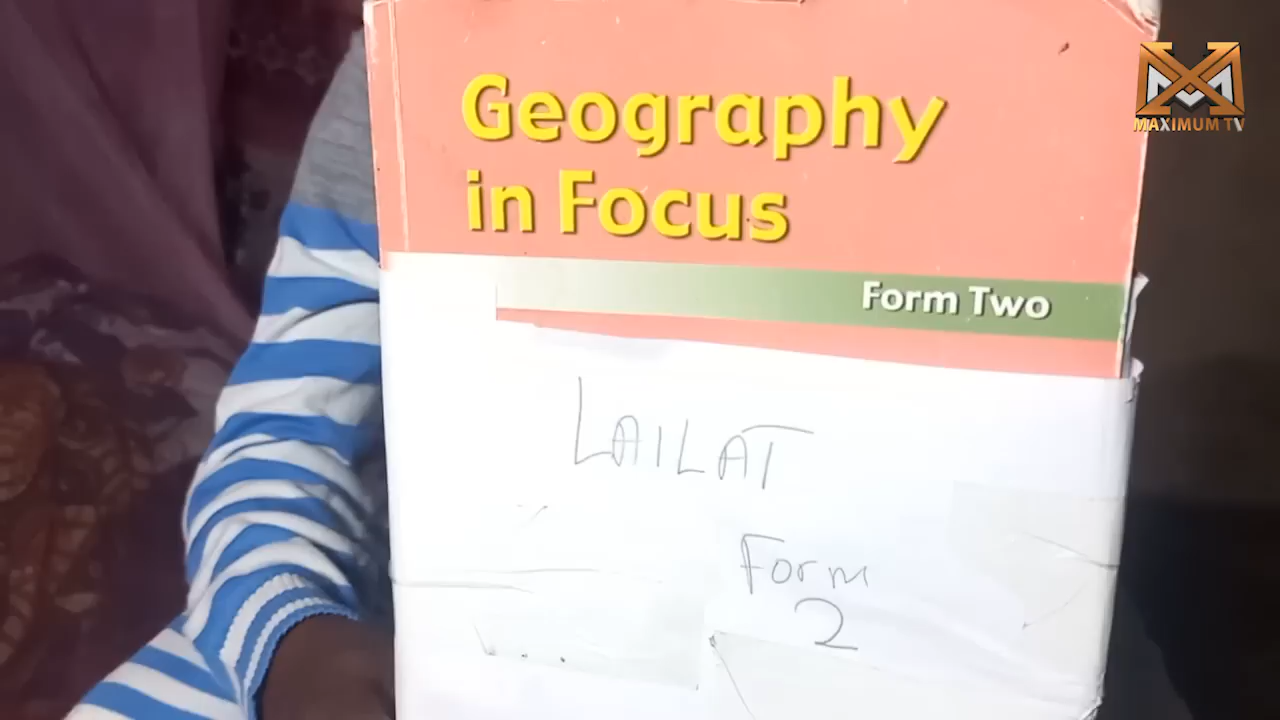 Geography
in Focus
Form Two
LAILAT
Form
2
MAXIMUM TV